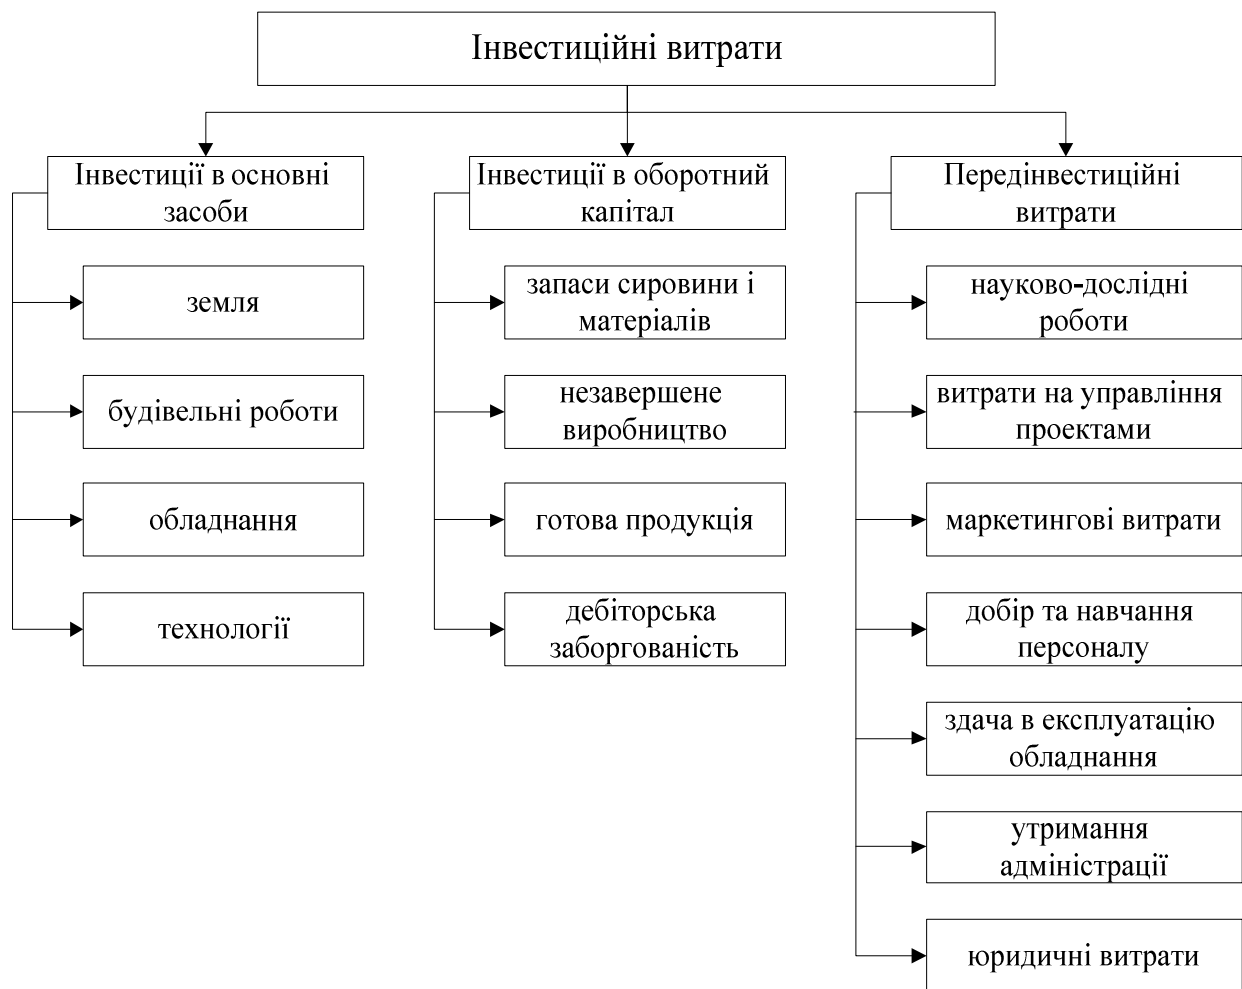 Інвестиційні витрати
Інвестиції в основні
засоби
земля
будівельні роботи
обладнання
технології
Інвестиції в оборотний
капітал
запаси сировини і
матеріалів
незавершене
виробництво
готова продукція
дебіторська
заборгованість
Передінвестиційні
витрати
науково-дослідні
роботи
витрати на управління
проектами
маркетингові витрати
добір та навчання
персоналу
здача в експлуатацію
обладнання
утримання
адміністрації
юридичні витрати